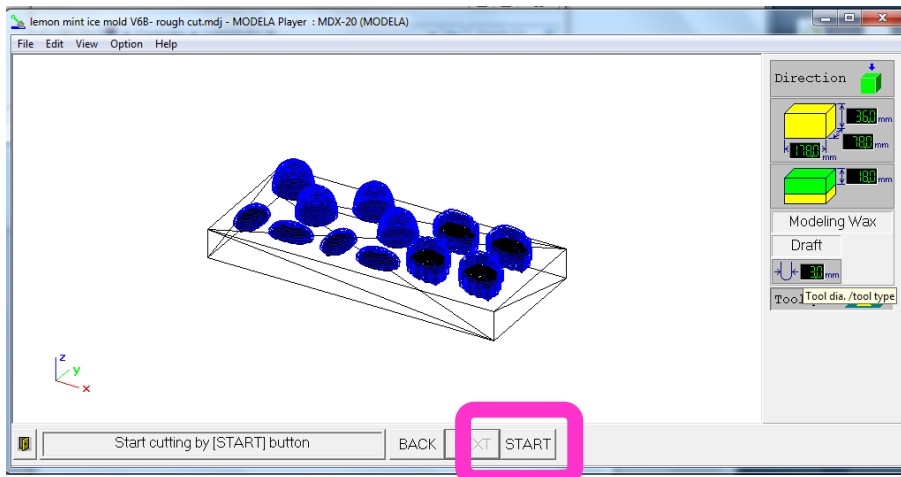 lemon mint ice mold V6B- rough cut.mdj - MODELA Player : MDX-20 (MODELA)
File Edit View Option Help
Direction
36,0 mm
78,0 mm
178,0 mm
18,0 mm
Modeling Wax
Draft
3,0 mm
Tool dia. /tool type
z
y
x
Start cutting by [START] button
BACK
START